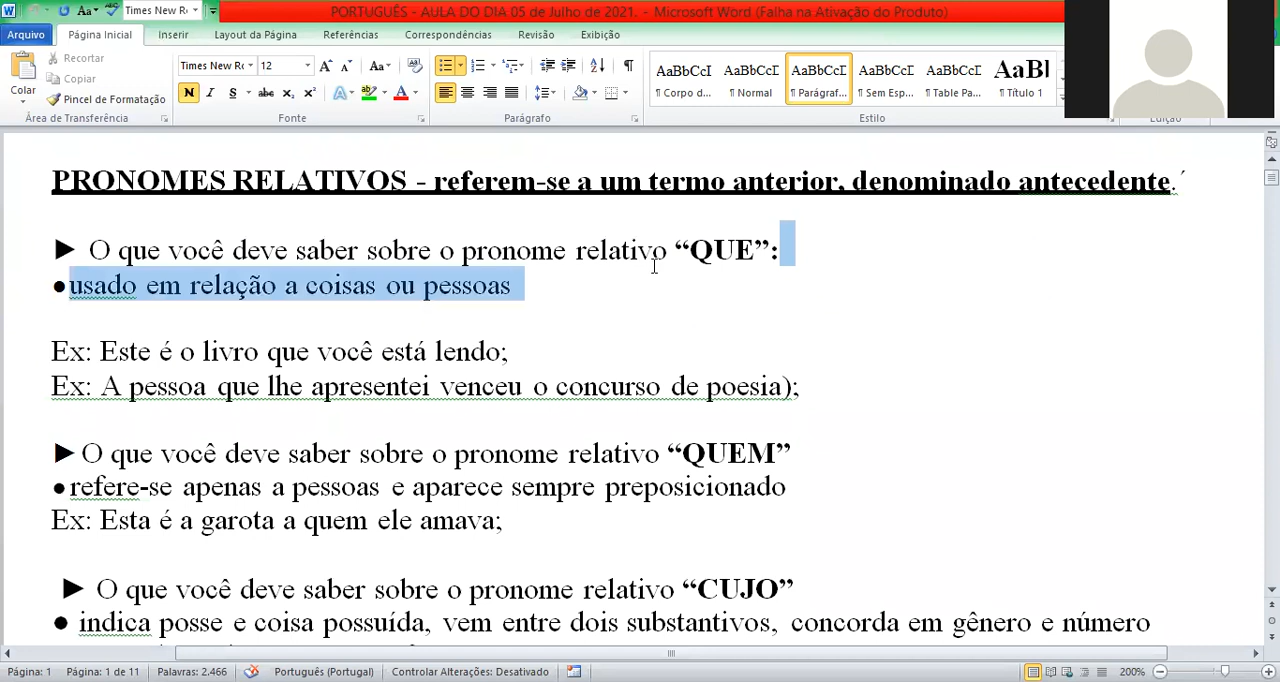 PORTUGUÊS - AULA DO DIA 05 de Julho de 2021. - Microsoft Word (Falha na Ativação do Produto)
Times New R
Arquivo Página Inicial Inserir Layout da Página Referências Correspondências Revisão Exibição
Recortar
Copiar
Colar
Pincel de Formatação
Área de Transferência
Times New Ro 12
Fonte
Parágrafo
AaBbCcI AaBbCcD AaBbCcD AaBbCcD AaBbCcD AaBl
¶ Corpo d... ¶ Normal ¶ Parágraf... ¶ Sem Esp... ¶ Table Pa... ¶ Título 1
Estilo
Edição
PRONOMES RELATIVOS - referem-se a um termo anterior, denominado antecedente.´
► O que você deve saber sobre o pronome relativo “QUE”:
●usado em relação a coisas ou pessoas
Ex: Este é o livro que você está lendo;
Ex: A pessoa que lhe apresentei venceu o concurso de poesia);
►O que você deve saber sobre o pronome relativo “QUEM”
●refere-se apenas a pessoas e aparece sempre preposicionado
Ex: Esta é a garota a quem ele amava;
► O que você deve saber sobre o pronome relativo “CUJO”
● indica posse e coisa possuída, vem entre dois substantivos, concorda em gênero e número
Página: 1 Página: 1 de 11 Palavras: 2.466 Português (Portugal) Controlar Alterações: Desativado 200%